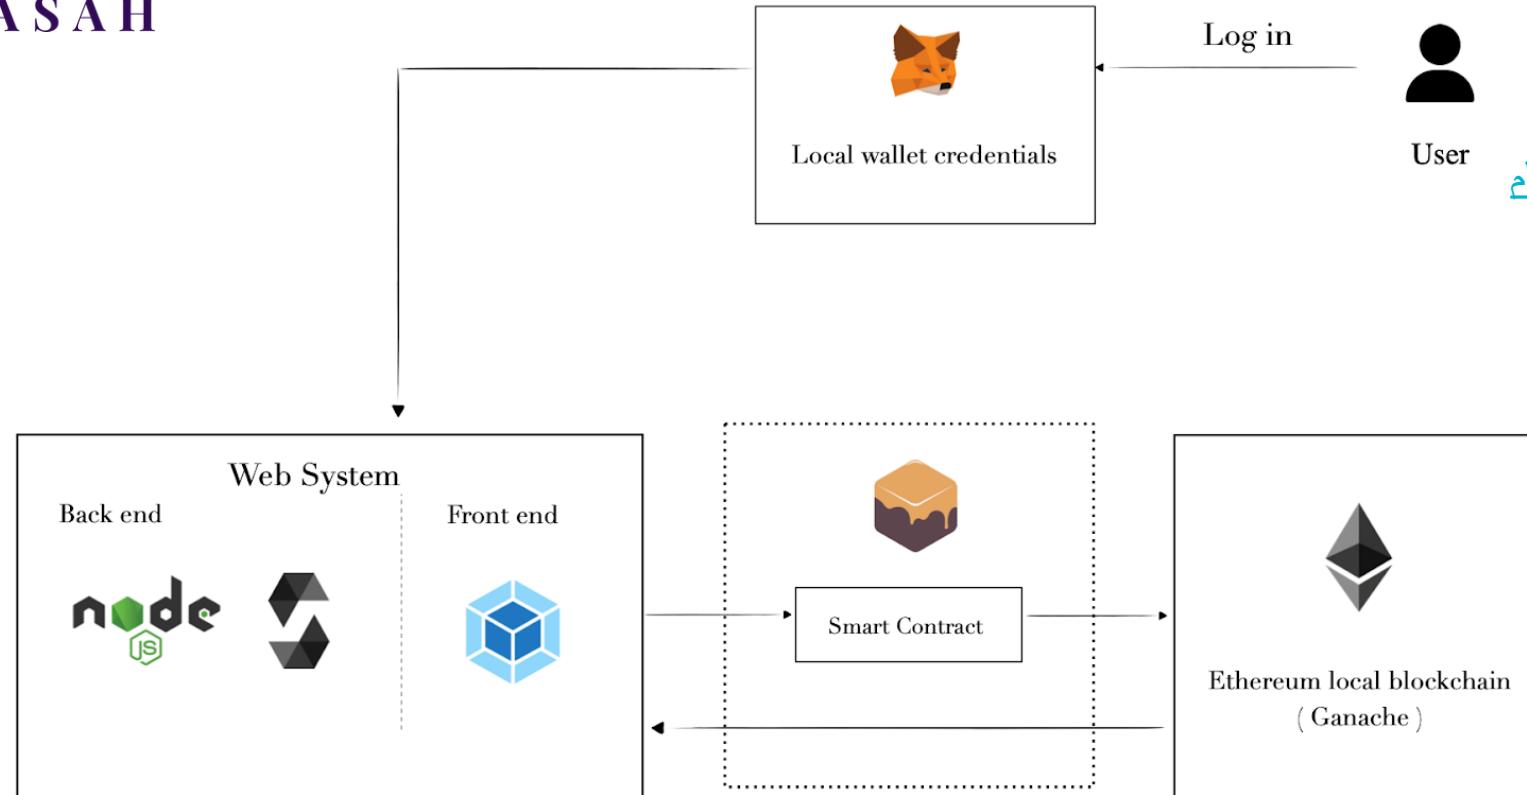 ASAH
Log in
User
Local wallet credentials
Web System
Back end
Front end
node
JS
Smart Contract
Ethereum local blockchain
( Ganache )